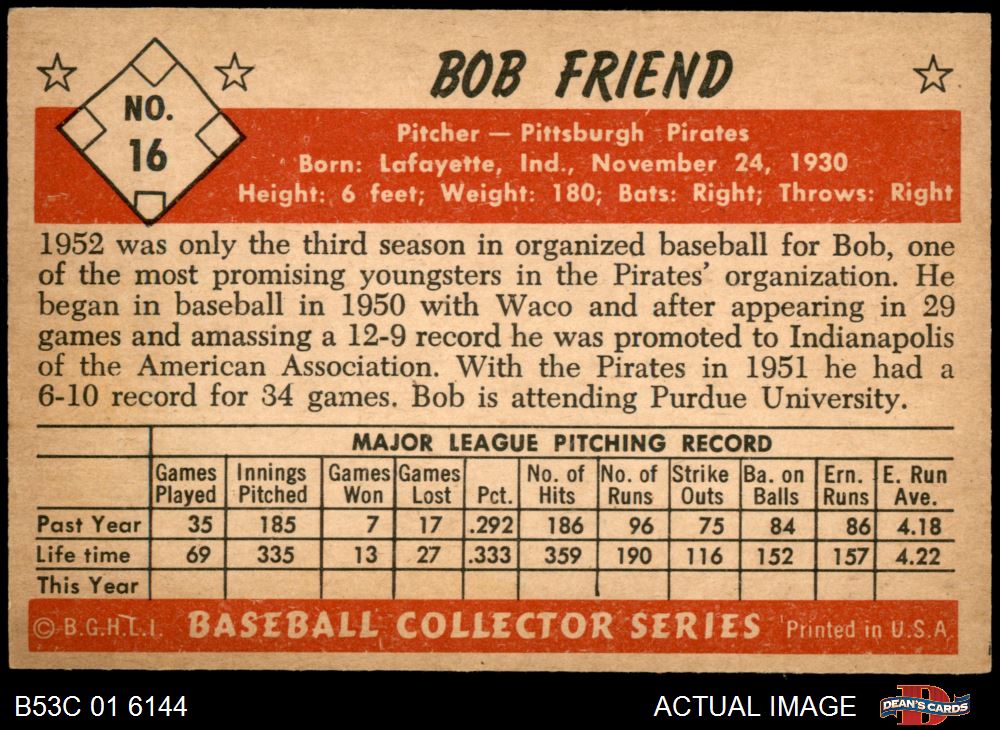 BOB FRIEND
NO.
16
Pitcher — Pittsburgh Pirates
Born: Lafayette, Ind., November 24, 1930
Height: 6 feet; Weight: 180; Bats: Right; Throws: Right
1952 was only the third season in organized baseball for Bob, one
of the most promising youngsters in the Pirates' organization. He
began in baseball in 1950 with Waco and after appearing in 29
games and amassing a 12-9 record he was promoted to Indianapolis
of the American Association. With the Pirates in 1951 he had a
6-10 record for 34 games. Bob is attending Purdue University.
MAJOR LEAGUE PITCHING RECORD
Games Innings Games Games No. of No. of Strike Ba. on Ern. E. Run
Played Pitched Won Lost Pct. Hits Runs Outs Balls Runs Ave.
Past Year 35 185 7 17 .292 186 96 75 84 86 4.18
Life time 69 335 13 27 .333 359 190 116 152 157 4.22
This Year
© B.G.H.L.I. BASEBALL COLLECTOR SERIES Printed in U.S.A.
B53C 01 6144 ACTUAL IMAGE DEAN'S CARDS